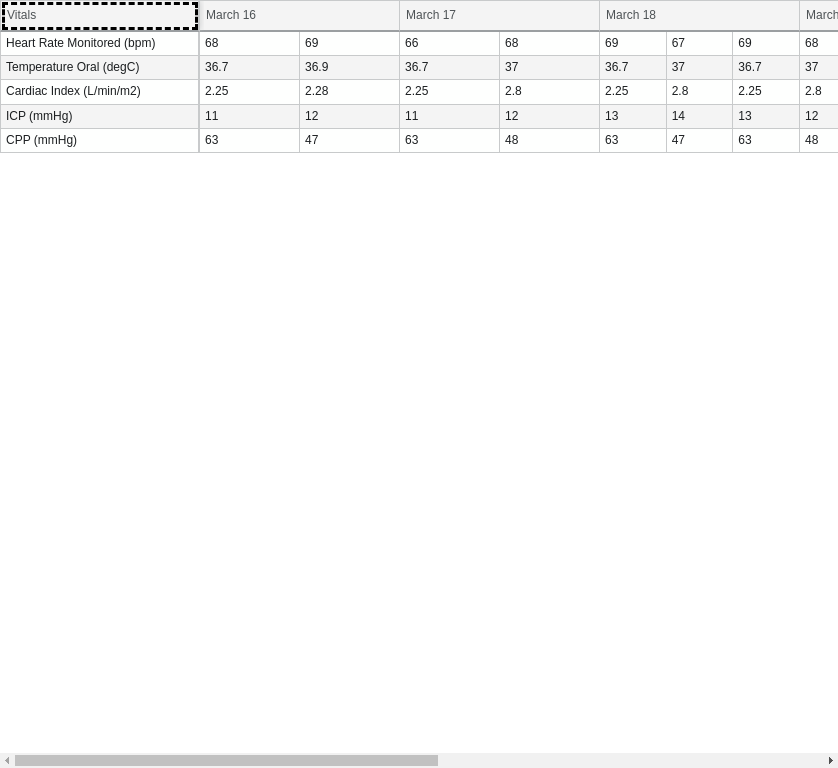 Vitals March 16 March 17 March 18 March
Heart Rate Monitored (bpm) 68 69 66 68 69 67 69 68
Temperature Oral (degC) 36.7 36.9 36.7 37 36.7 37 36.7 37
Cardiac Index (L/min/m2) 2.25 2.28 2.25 2.8 2.25 2.8 2.25 2.8
ICP (mmHg) 11 12 11 12 13 14 13 12
CPP (mmHg) 63 47 63 48 63 47 63 48